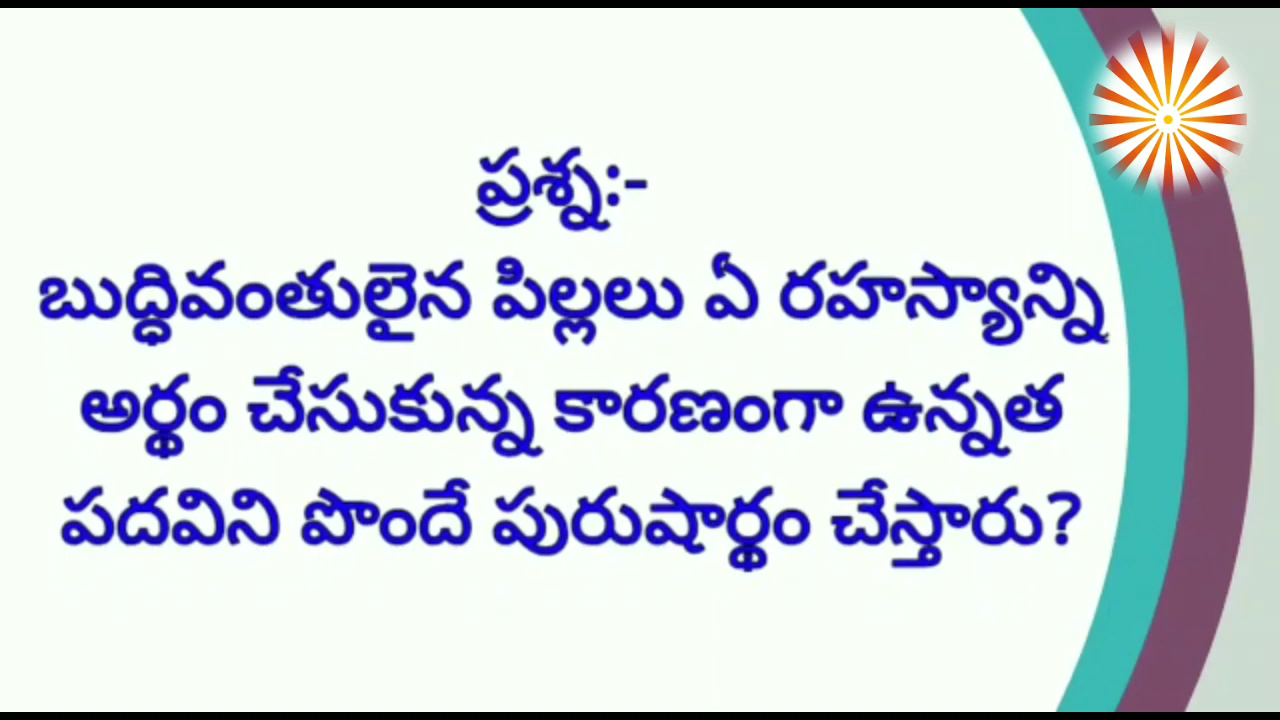 ప్రశ్న:-
బుద్ధివంతులైన పిల్లలు ఏ రహస్యాన్ని
అర్థం చేసుకున్న కారణంగా ఉన్నత
పదవిని పొందే పురుషార్థం చేస్తారు?